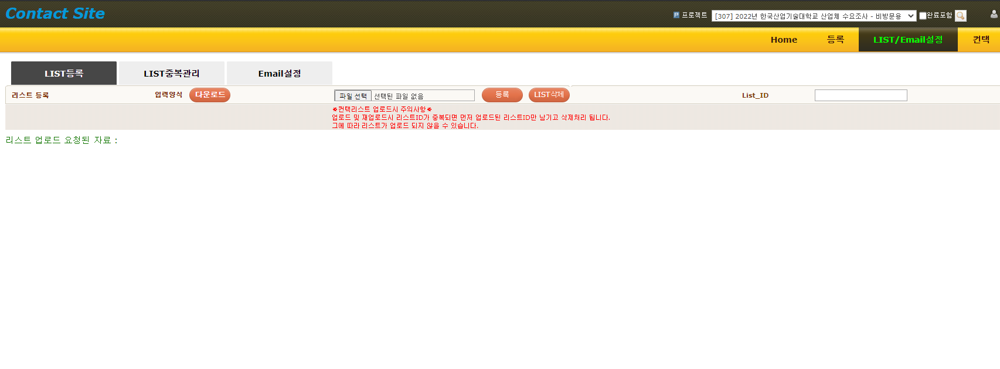 Contact Site
P 프로젝트 [307] 2022년 한국산업기술대학교 산업체 수요조사 - 비방문용 완료포함
Home 등록 LIST/Email설정 컨택
LIST등록 LIST중복관리 Email설정
리스트 등록 입력양식 다운로드 파일 선택 선택된 파일 없음 등록 LIST삭제 List_ID
*컨택리스트 업로드시 주의사항*
업로드 및 재업로드시 리스트ID가 중복되면 먼저 업로드된 리스트ID만 남기고 삭제처리 됩니다.
그에 따라 리스트가 업로드 되지 않을 수 있습니다.
리스트 업로드 요청된 자료 :